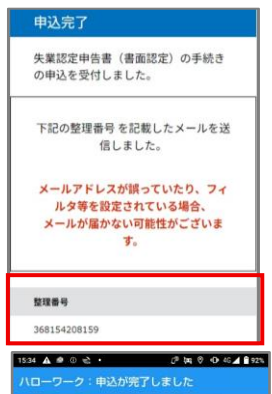 申込完了
失業認定申告書（書面認定）の手続き
の申込を受付しました。
下記の整理番号 を記載したメールを送
信しました。
メールアドレスが誤っていたり、フィ
ルタ等を設定されている場合、
メールが届かない可能性がございま
す。
整理番号
368154208159
15:34 4G 92%
ハローワーク：申込が完了しました